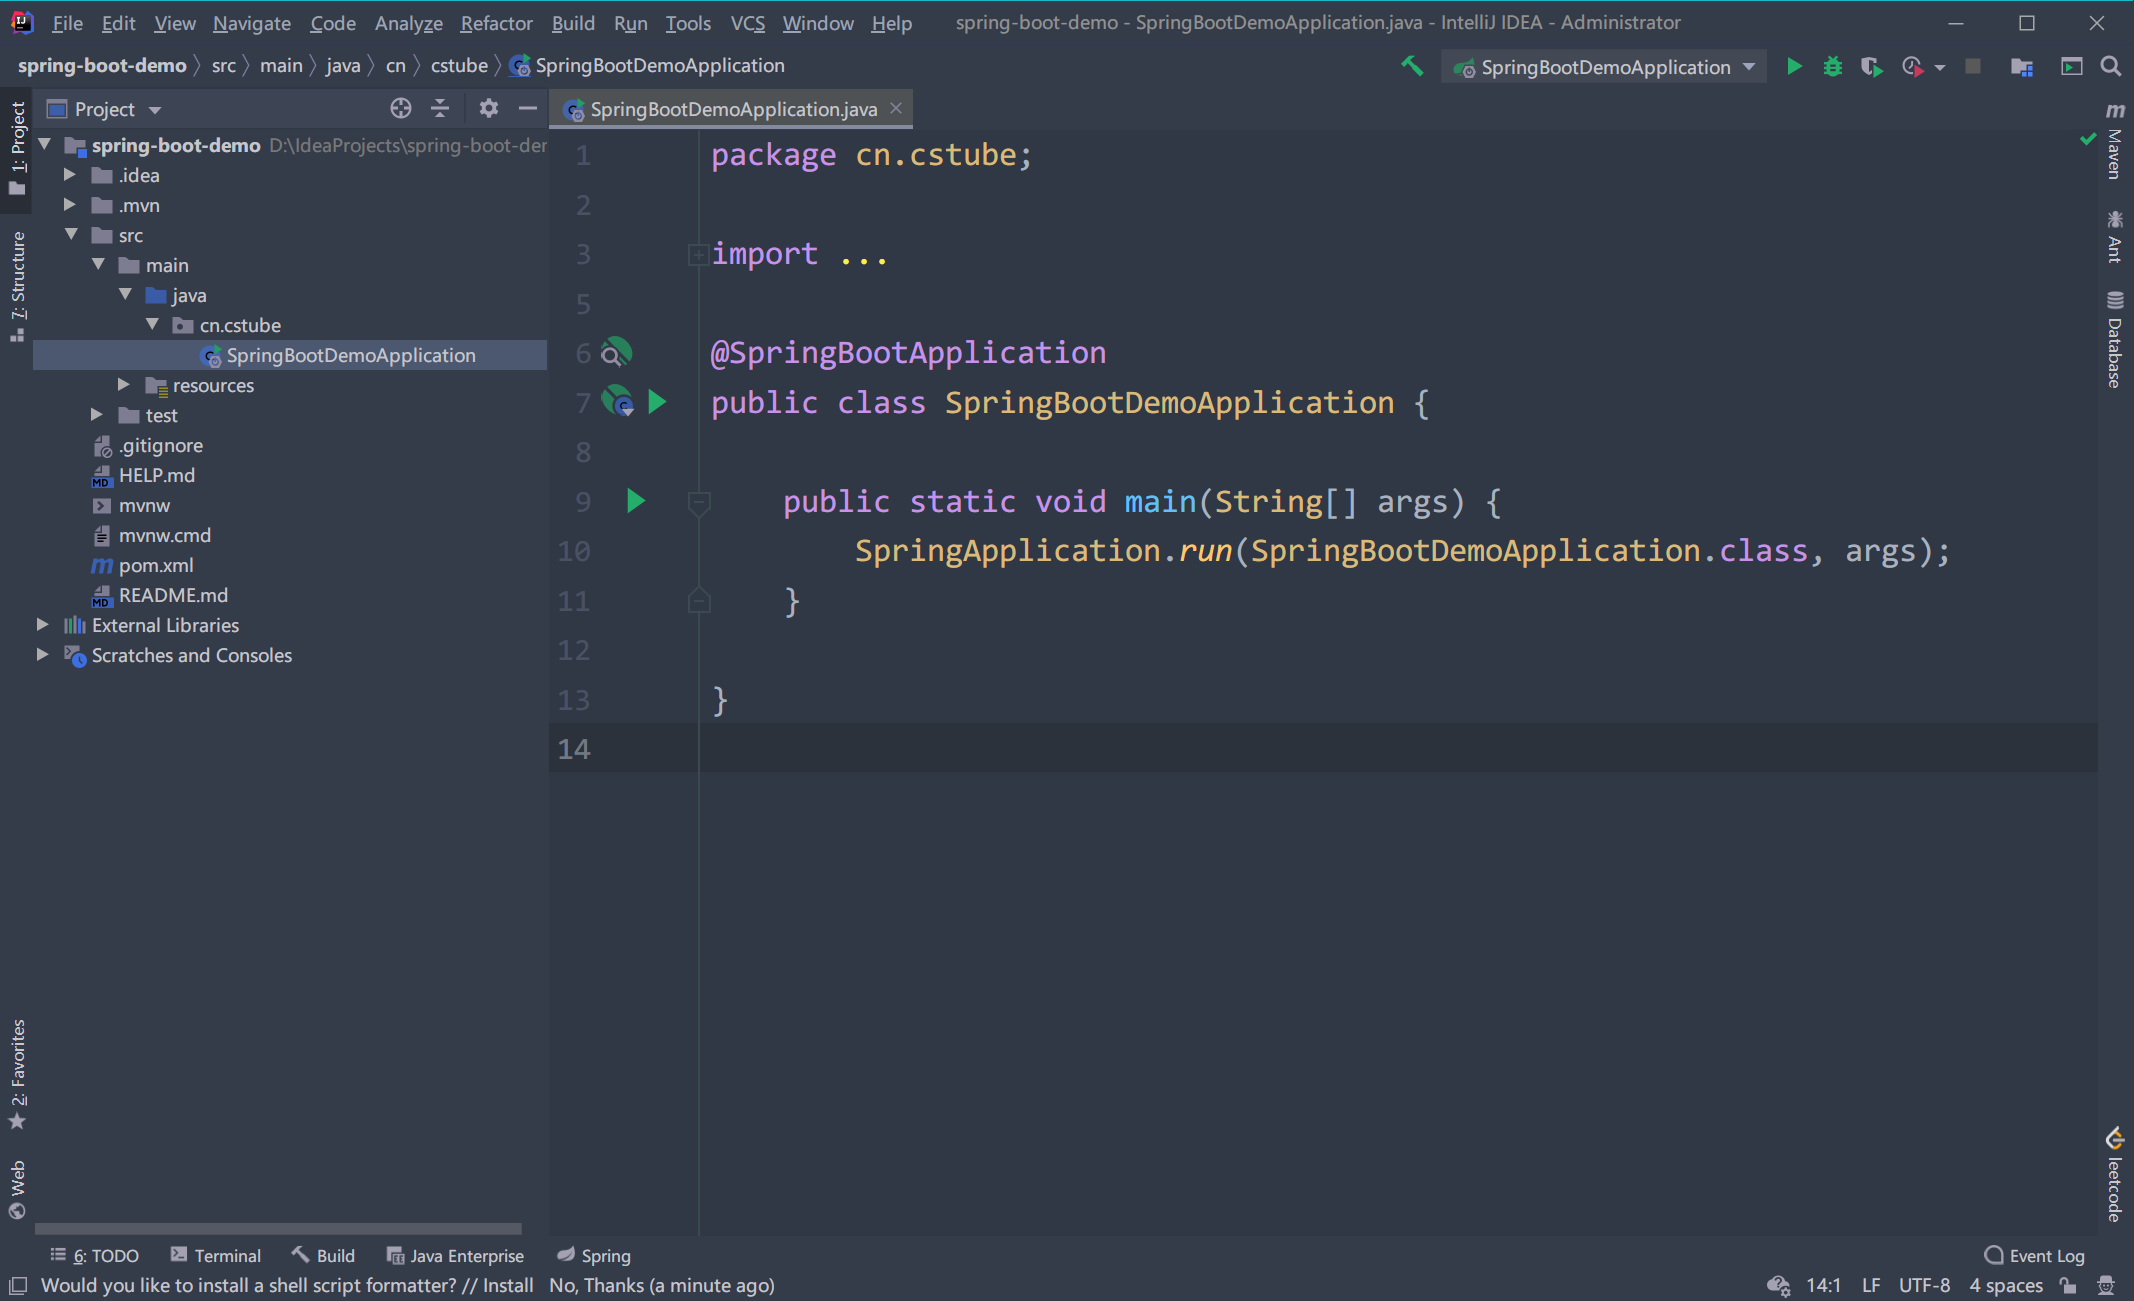 File Edit View Navigate Code Analyze Refactor Build Run Tools VCS Window Help spring-boot-demo - SpringBootDemoApplication.java - IntelliJ IDEA - Administrator
spring-boot-demo src main java cn cstube SpringBootDemoApplication SpringBootDemoApplication
Project SpringBootDemoApplication.java
1: Project
7: Structure
2: Favorites
Web
spring-boot-demo D:\IdeaProjects\spring-boot-der
.idea
.mvn
src
main
java
cn.cstube
SpringBootDemoApplication
resources
test
.gitignore
HELP.md
mvnw
mvnw.cmd
pom.xml
README.md
External Libraries
Scratches and Consoles
1 package cn.cstube;
2
3 import ...
5
6 @SpringBootApplication
7 public class SpringBootDemoApplication {
8
9 public static void main(String[] args) {
10 SpringApplication.run(SpringBootDemoApplication.class, args);
11 }
12
13 }
14
Maven
Ant
Database
leetcode
6: TODO Terminal Build Java Enterprise Spring Event Log
Would you like to install a shell script formatter? // Install No, Thanks (a minute ago) 14:1 LF UTF-8 4 spaces